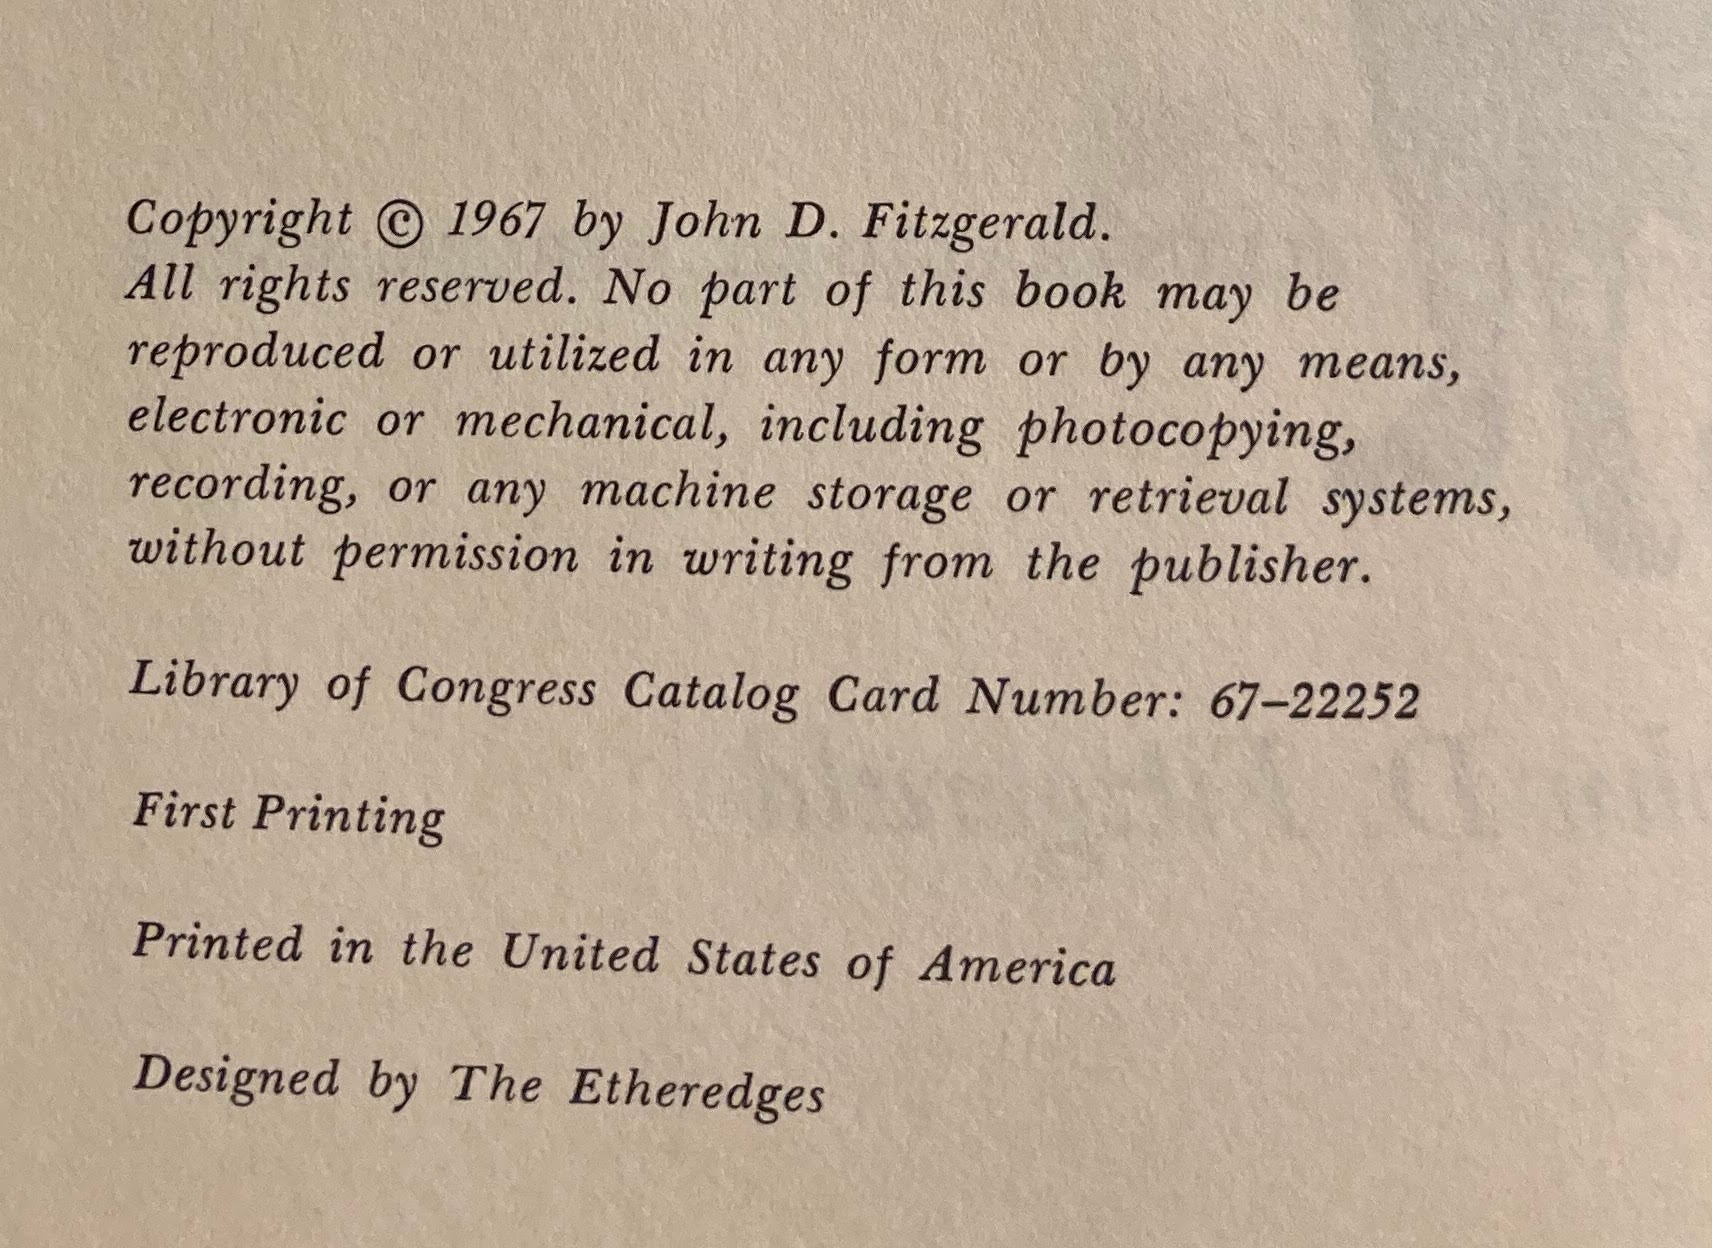 Copyright © 1967 by John D. Fitzgerald.
All rights reserved. No part of this book may be
reproduced or utilized in any form or by any means,
electronic or mechanical, including photocopying,
recording, or any machine storage or retrieval systems,
without permission in writing from the publisher.
Library of Congress Catalog Card Number: 67–22252
First Printing
Printed in the United States of America
Designed by The Etheredges